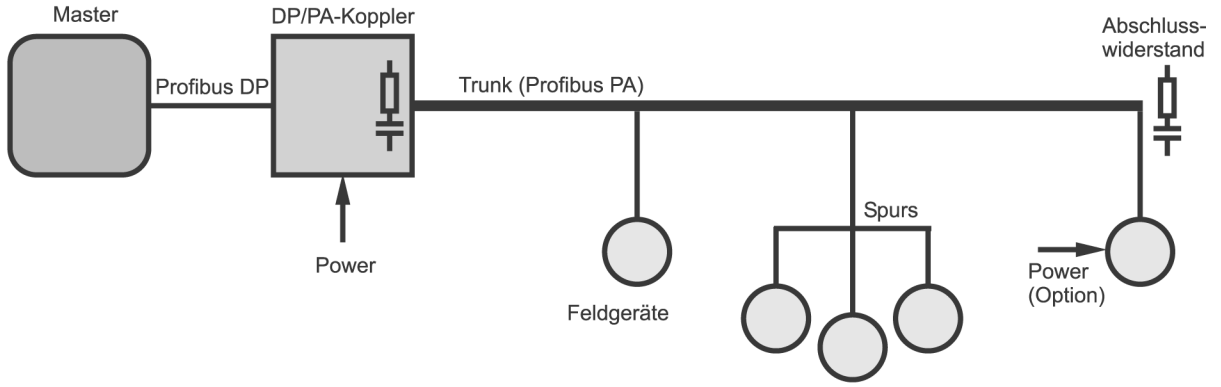 Master
DP/PA-Koppler
Abschluss-
widerstand
Profibus DP
Trunk (Profibus PA)
Spurs
Power
Power
(Option)
Feldgeräte